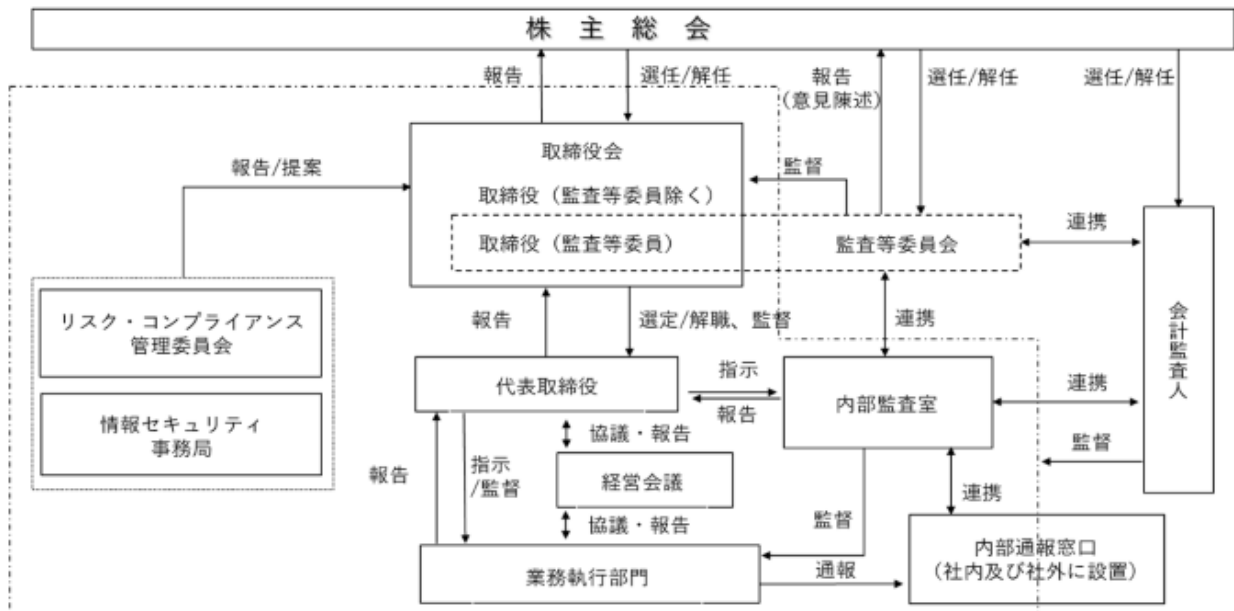 株主総会
報告
選任/解任
報告
(意見陳述)
選任/解任
選任/解任
取締役会
取締役（監査等委員除く）
取締役（監査等委員）
監督
監査等委員会
連携
報告/提案
リスク・コンプライアンス
管理委員会
情報セキュリティ
事務局
報告
選定/解職、監督
連携
会計監査人
代表取締役
指示
報告
内部監査室
連携
監督
協議・報告
経営会議
協議・報告
報告
指示
/監督
監督
連携
業務執行部門
通報
内部通報窓口
（社内及び社外に設置）